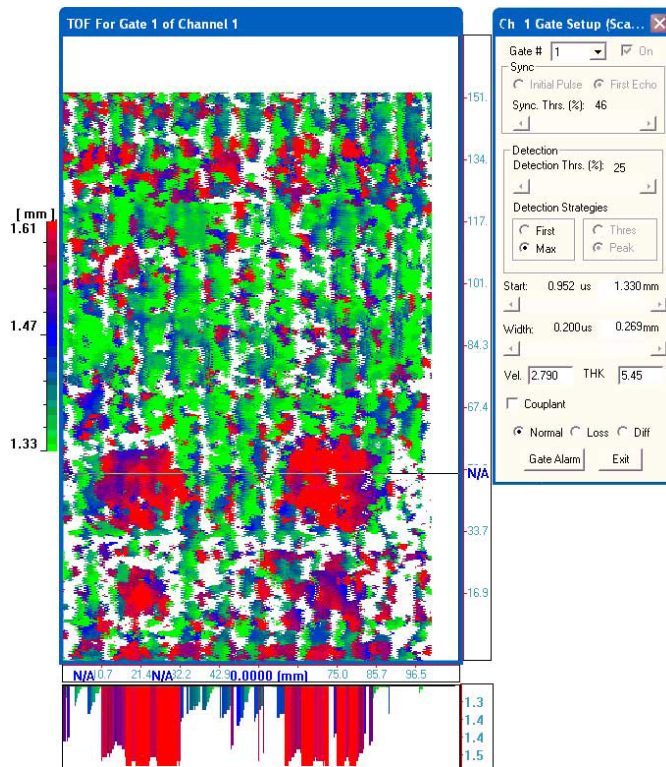 TOF For Gate 1 of Channel 1
151.
134.
117.
101.
84.3
67.4
N/A
33.7
16.9
[ mm ]
1.61
1.47
1.33
N/A
10.7
21.4
N/A
32.2
42.9
0.0000 (mm)
75.0
85.7
96.5
1.3
1.4
1.4
1.5
Ch 1 Gate Setup (Sca...
Gate # 1 On
Sync
Initial Pulse First Echo
Sync. Thrs. (%): 46
Detection
Detection Thrs. (%): 25
Detection Strategies
First Thres
Max Peak
Start: 0.952 us 1.330mm
Width: 0.200us 0.269mm
Vel. 2.790 THK 5.45
Couplant
Normal Loss Diff
Gate Alarm Exit